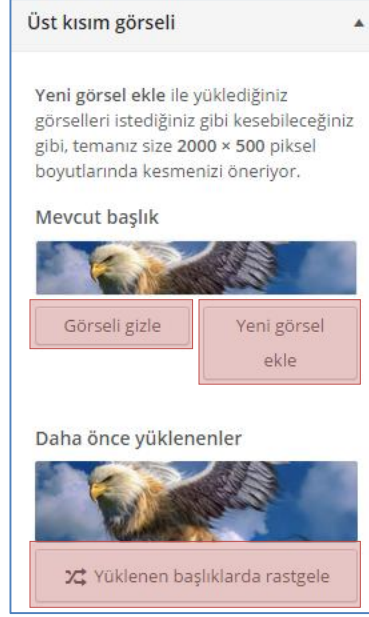 Üst kısım görseli
Yeni görsel ekle ile yüklediğiniz
görselleri istediğiniz gibi kesebileceğiniz
gibi, temanız size 2000 × 500 piksel
boyutlarında kesmenizi öneriyor.
Mevcut başlık
Görseli gizle
Yeni görsel
ekle
Daha önce yüklenenler
Yüklenen başlıklarda rastgele